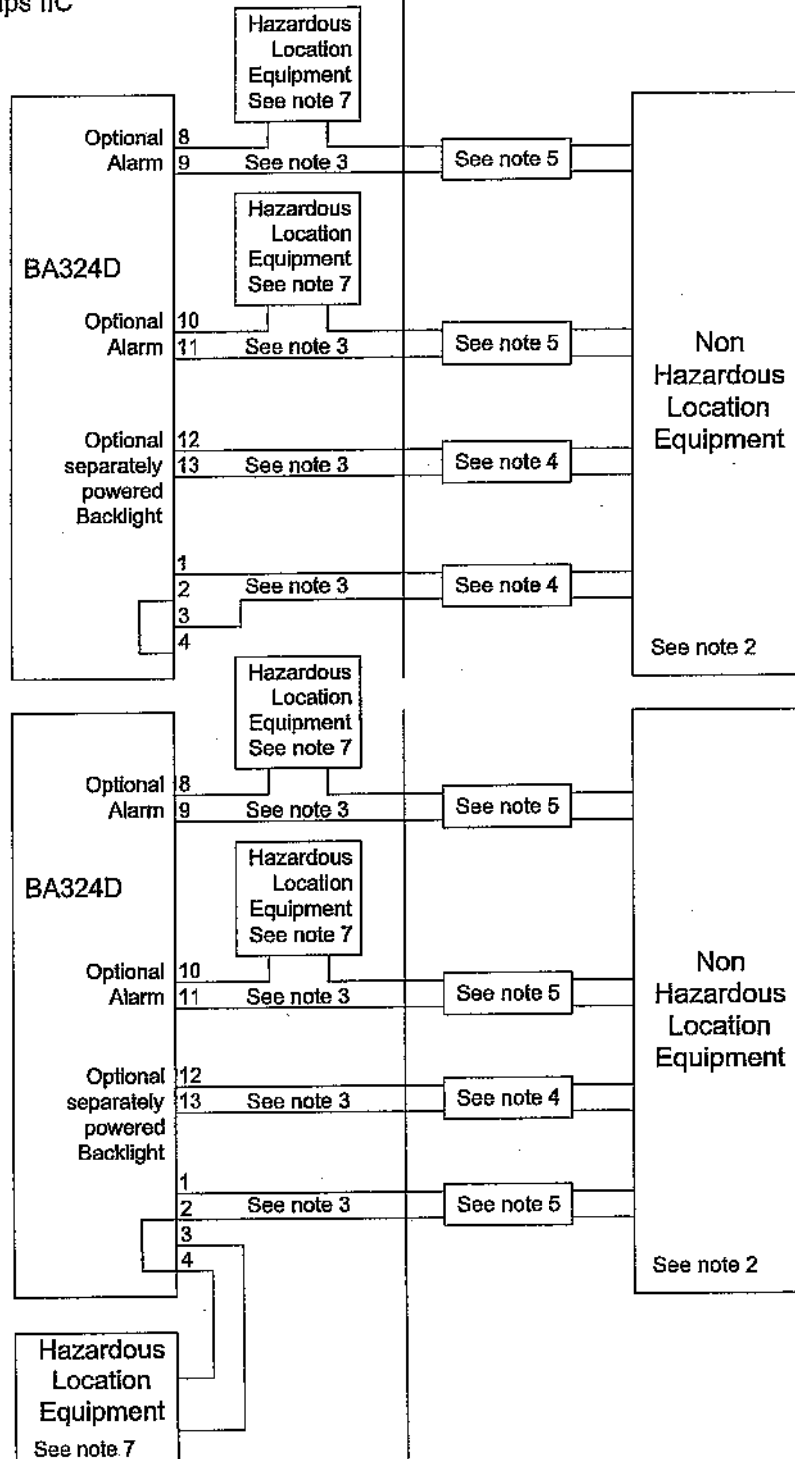 IIC
Hazardous
Location
Equipment
See note 7
Optional
Alarm
8
9
See note 3
See note 5
Hazardous
Location
Equipment
See note 7
BA324D
Optional
Alarm
10
11
See note 3
See note 5
Non
Hazardous
Location
Equipment
Optional
separately
powered
Backlight
12
13
See note 3
See note 4
1
2
3
4
See note 3
See note 4
See note 2
Hazardous
Location
Equipment
See note 7
Optional
Alarm
8
9
See note 3
See note 5
Hazardous
Location
Equipment
See note 7
BA324D
Optional
Alarm
10
11
See note 3
See note 5
Non
Hazardous
Location
Equipment
Optional
separately
powered
Backlight
12
13
See note 3
See note 4
1
2
3
4
See note 3
See note 5
See note 2
Hazardous
Location
Equipment
See note 7